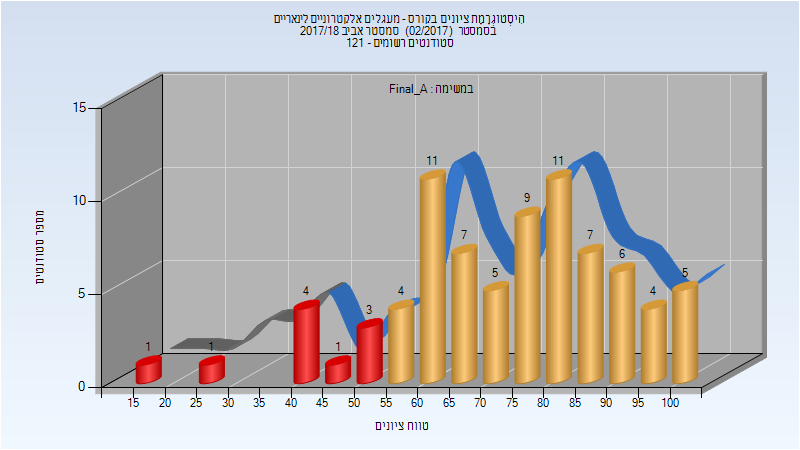 היסטוגרמת ציונים בקורס - מעגלים אלקטרוניים לינאריים
בסמסטר (02/2017) סמסטר אביב 2017/18
סטודנטים רשומים - 121
במשימה : Final_A
15
10
5
0
מספר סטודנטים
1
1
4
1
3
4
11
7
5
9
11
7
6
4
5
15 20 25 30 35 40 45 50 55 60 65 70 75 80 85 90 95 100
טווח ציונים